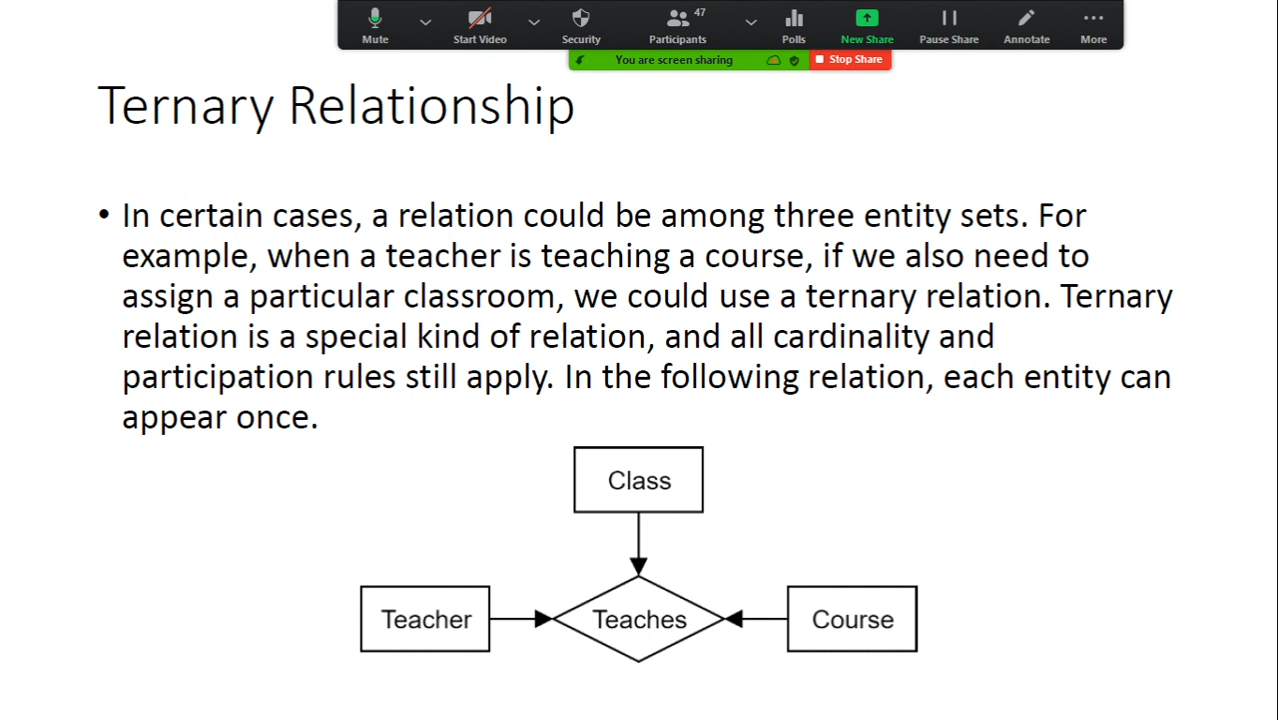 47
Mute Start Video Security Participants Polls New Share Pause Share Annotate More
You are screen sharing Stop Share
Ternary Relationship
• In certain cases, a relation could be among three entity sets. For
example, when a teacher is teaching a course, if we also need to
assign a particular classroom, we could use a ternary relation. Ternary
relation is a special kind of relation, and all cardinality and
participation rules still apply. In the following relation, each entity can
appear once.
Class
Teacher Teaches Course